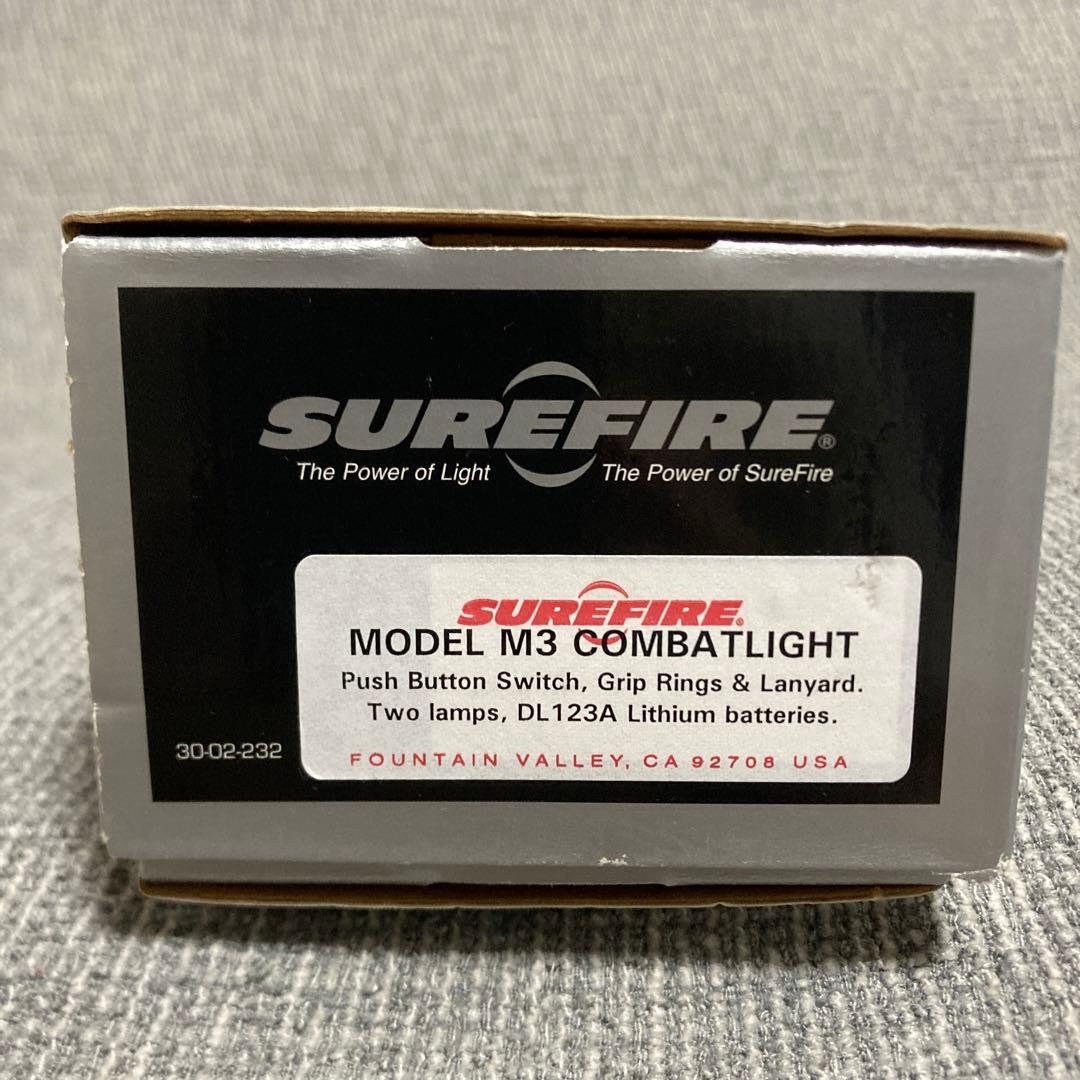 SUREFIRE®
The Power of Light The Power of SureFire
SUREFIRE®
MODEL M3 COMBATLIGHT
Push Button Switch, Grip Rings & Lanyard.
Two lamps, DL123A Lithium batteries.
30-02-232
FOUNTAIN VALLEY, CA 92708 USA